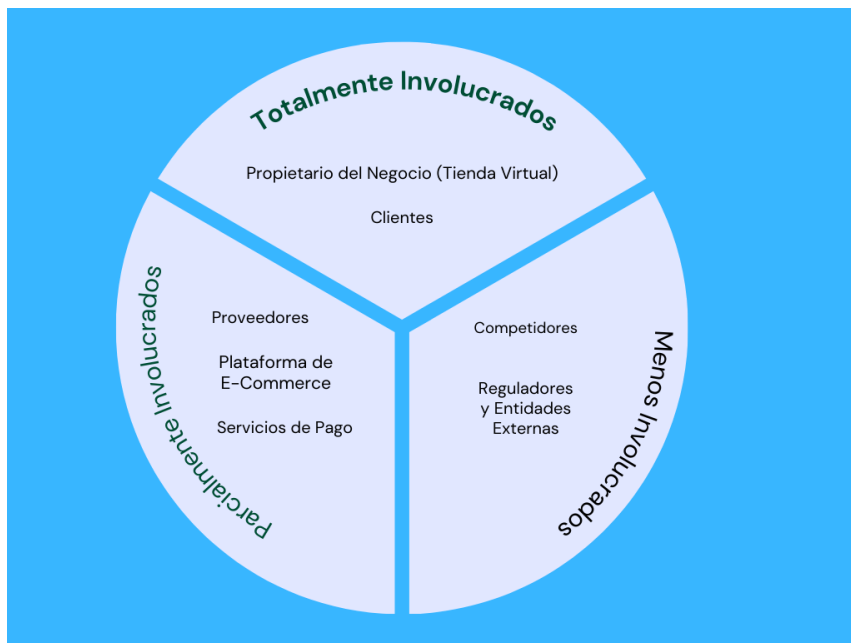 Totalmente Involucrados
Propietario del Negocio (Tienda Virtual)
Clientes
Parcialmente Involucrados
Proveedores
Plataforma de
E-Commerce
Servicios de Pago
Menos Involucrados
Competidores
Reguladores
y Entidades
Externas